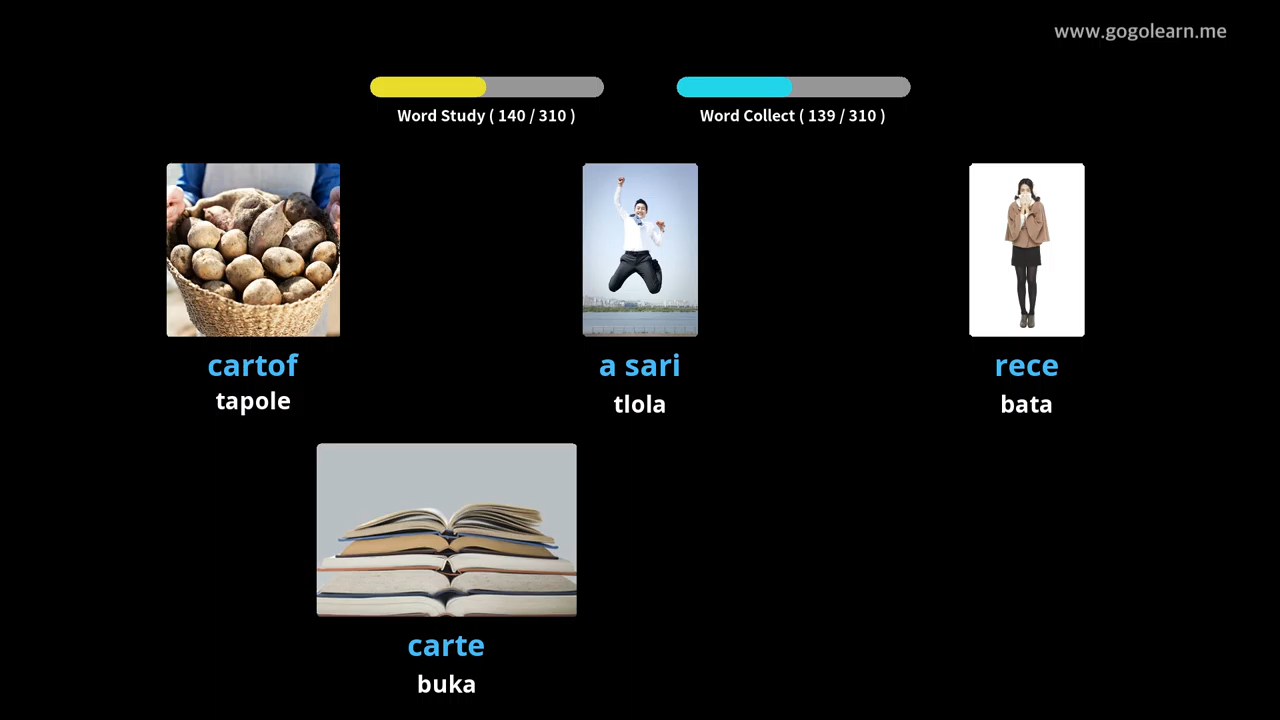 www.gogolearn.me
Word Study ( 140 / 310 )
Word Collect ( 139 / 310 )
cartof
tapole
a sari
tlola
rece
bata
carte
buka